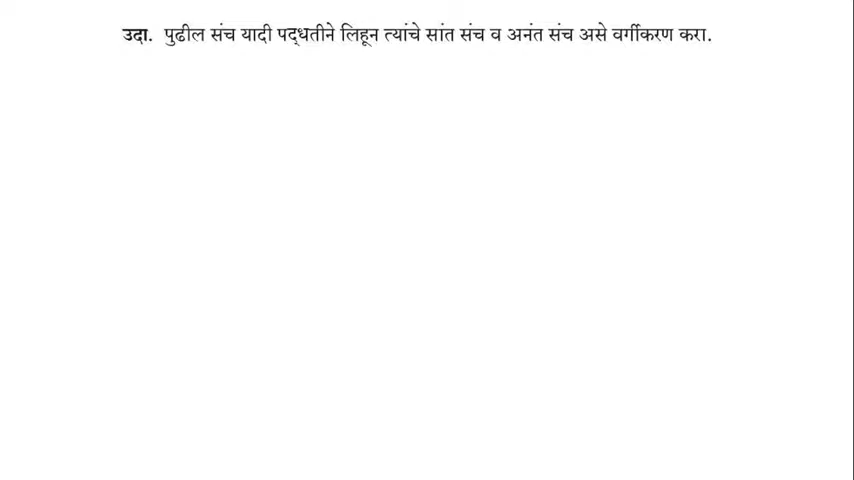 उदा. पुढील संच यादी पद्धतीने लिहून त्यांचे सांत संच व अनंत संच असे वर्गीकरण करा.